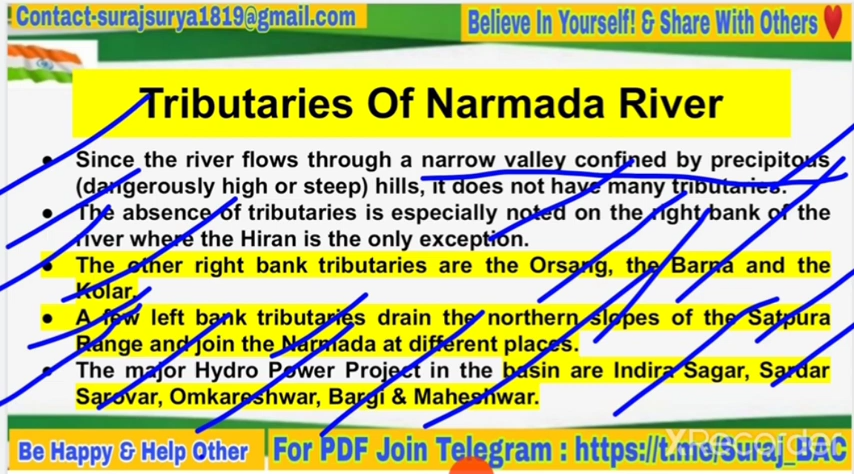 Contact-surajsurya1819@gmail.com
Believe In Yourself! & Share With Others
Tributaries Of Narmada River
• Since the river flows through a narrow valley confined by precipitous
(dangerously high or steep) hills, it does not have many tributaries.
• The absence of tributaries is especially noted on the right bank of the
river where the Hiran is the only exception.
• The other right bank tributaries are the Orsang, the Barna and the
Kolar.
• A few left bank tributaries drain the northern slopes of the Satpura
Range and join the Narmada at different places.
• The major Hydro Power Project in the basin are Indira Sagar, Sardar
Sarovar, Omkareshwar, Bargi & Maheshwar.
Be Happy & Help Other
For PDF Join Telegram : https://t.me/Suraj_BAC
XRecorder